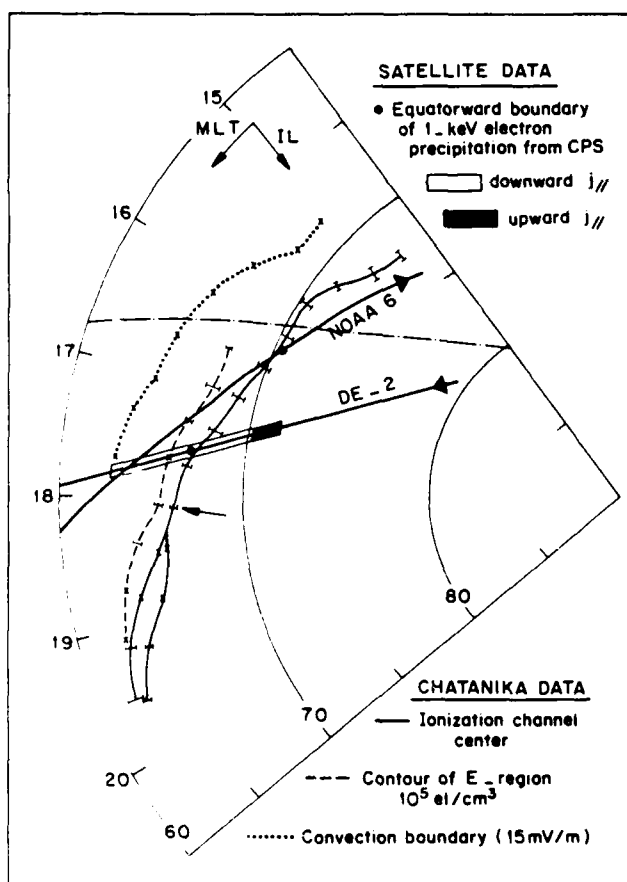 SATELLITE DATA
● Equatorward boundary
of 1_keV electron
precipitation from CPS
downward j//
upward j//
15
MLT
IL
16
NOAA 6
17
DE_2
18
80
19
CHATANIKA DATA
Ionization channel
center
70
Contour of E_region
10⁵ el/cm³
20
60
Convection boundary (15mV/m)